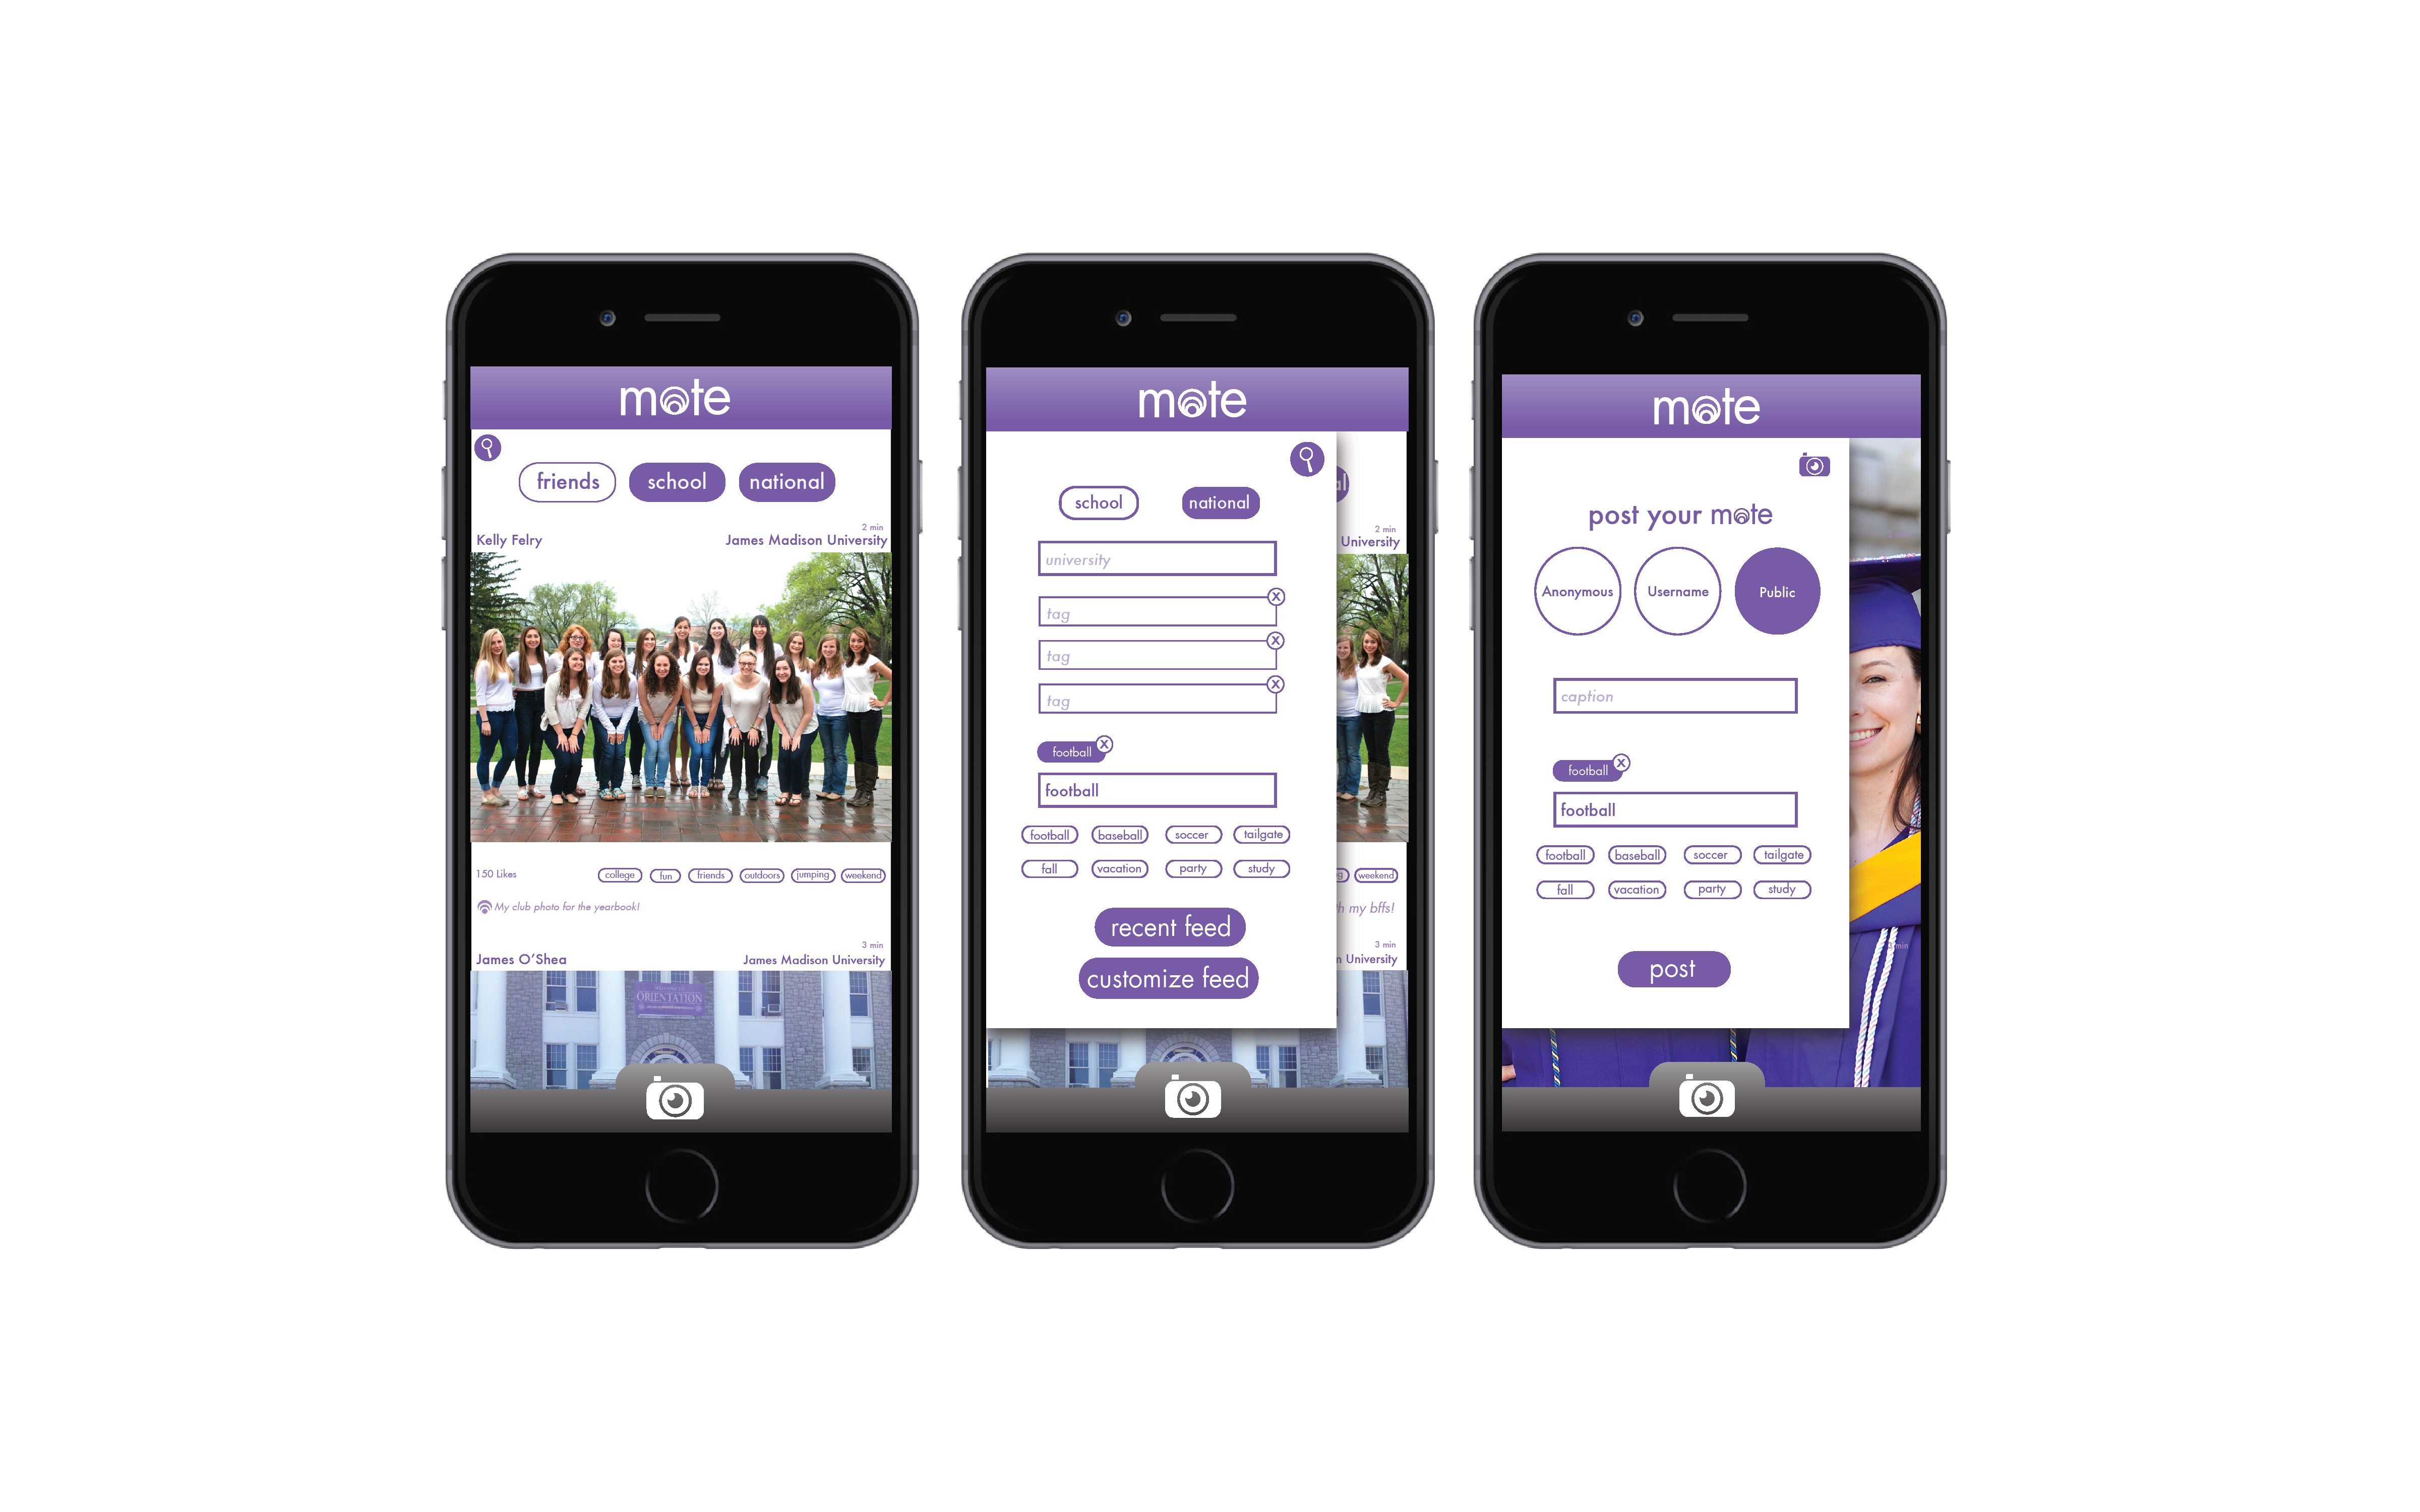 mote
friends school national
2 min
Kelly Felry James Madison University
150 Likes college fun friends outdoors jumping weekend
My club photo for the yearbook!
3 min
James O'Shea James Madison University
ORIENTATION
mote
school national
university
tag
tag
tag
football X
football
football baseball soccer tailgate
fall vacation party study
recent feed
customize feed
2 min
University
weekend
my bffs!
3 min
University
mote
post your mote
Anonymous Username Public
caption
football X
football
football baseball soccer tailgate
fall vacation party study
post